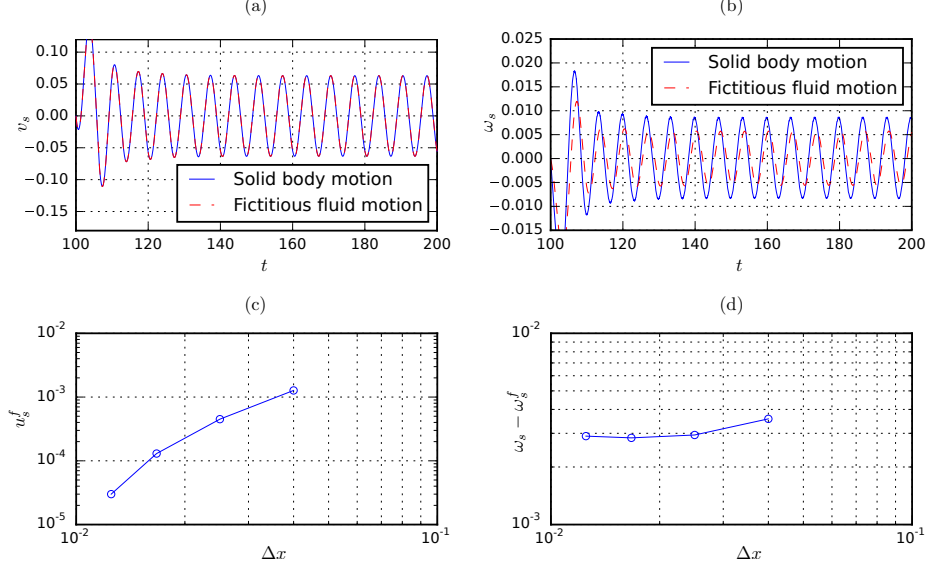 (a)
0.10
0.05
0.00
−0.05
−0.10
−0.15
v_s
Solid body motion
Fictitious fluid motion
100 120 140 160 180 200
t
(b)
0.025
0.020
0.015
0.010
0.005
0.000
−0.005
−0.010
−0.015
ω_s
Solid body motion
Fictitious fluid motion
100 120 140 160 180 200
t
(c)
10^-2
10^-3
10^-4
10^-5
u_s^f
10^-2 10^-1
Δx
(d)
10^-2
10^-3
ω_s − ω_s^f
10^-2 10^-1
Δx